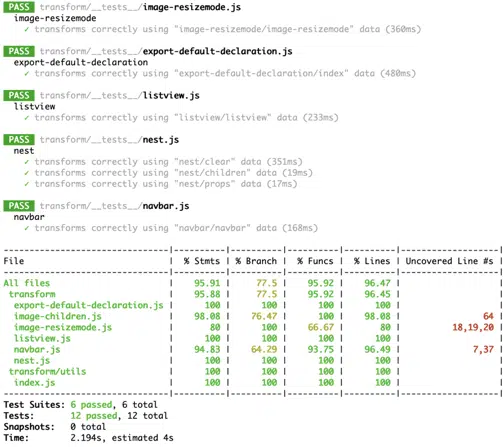 PASS transform/__tests__/image-resizemode.js
image-resizemode
✓ transforms correctly using "image-resizemode/image-resizemode" data (360ms)
PASS transform/__tests__/export-default-declaration.js
export-default-declaration
✓ transforms correctly using "export-default-declaration/index" data (480ms)
PASS transform/__tests__/listview.js
listview
✓ transforms correctly using "listview/listview" data (233ms)
PASS transform/__tests__/nest.js
nest
✓ transforms correctly using "nest/clear" data (351ms)
✓ transforms correctly using "nest/children" data (19ms)
✓ transforms correctly using "nest/props" data (17ms)
PASS transform/__tests__/navbar.js
navbar
✓ transforms correctly using "navbar/navbar" data (168ms)
File | % Stmts | % Branch | % Funcs | % Lines | Uncovered Line #s |
All files | 95.91 | 77.5 | 95.92 | 96.47 | |
transform | 95.88 | 77.5 | 95.92 | 96.45 | |
export-default-declaration.js | 100 | 100 | 100 | 100 | |
image-children.js | 98.08 | 76.47 | 100 | 98.08 | 64 |
image-resizemode.js | 80 | 100 | 66.67 | 80 | 18,19,20 |
listview.js | 100 | 100 | 100 | 100 | |
navbar.js | 94.83 | 64.29 | 93.75 | 96.49 | 7,37 |
nest.js | 100 | 100 | 100 | 100 | |
transform/utils | 100 | 100 | 100 | 100 | |
index.js | 100 | 100 | 100 | 100 | |
Test Suites: 6 passed, 6 total
Tests: 12 passed, 12 total
Snapshots: 0 total
Time: 2.194s, estimated 4s